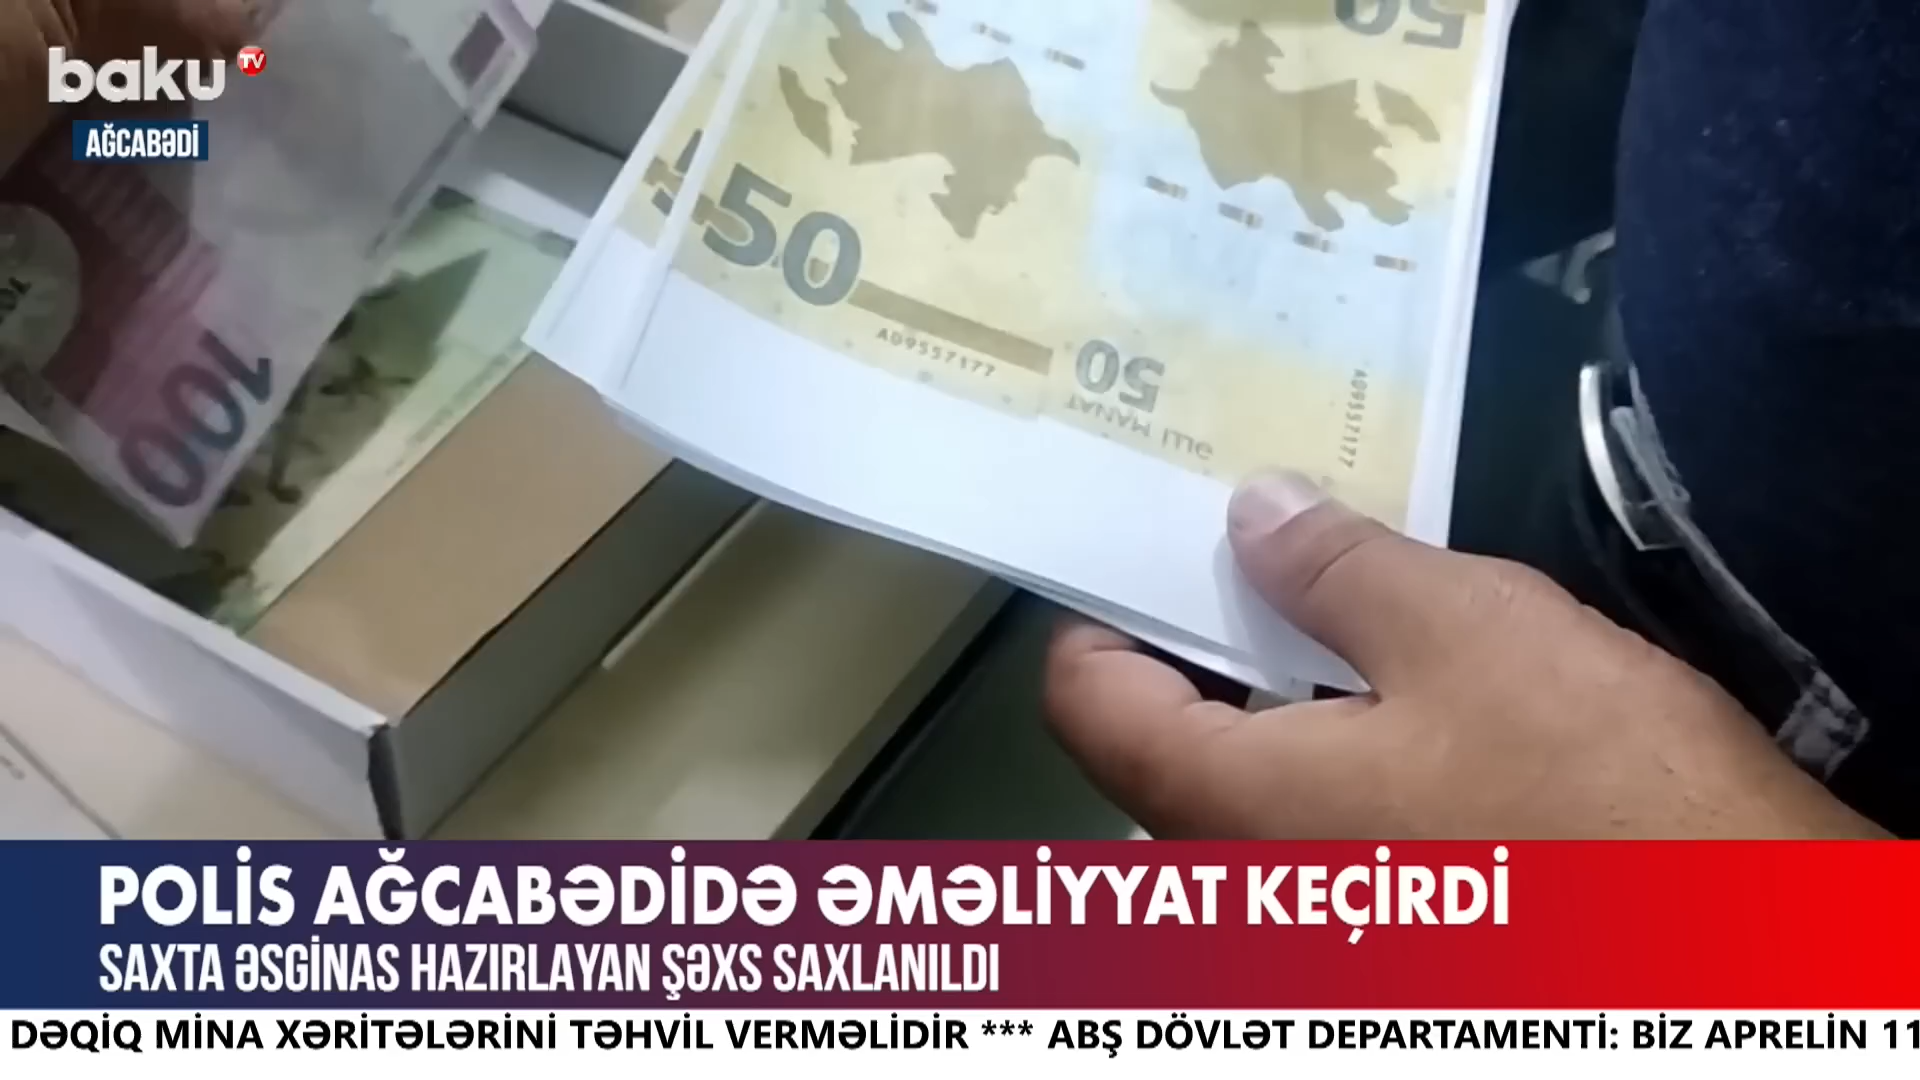 baku TV
AĞCABƏDİ
50
50
A09557177
50
ƏLLİ MANAT
A09557177
100
POLİS AĞCABƏDİDƏ ƏMƏLİYYAT KEÇİRDİ
SAXTA ƏSGİNAS HAZIRLAYAN ŞƏXS SAXLANILDI
DƏQİQ MİNA XƏRİTƏLƏRİNİ TƏHVİL VERMƏLİDİR *** ABŞ DÖVLƏT DEPARTAMENTİ: BİZ APRELİN 11